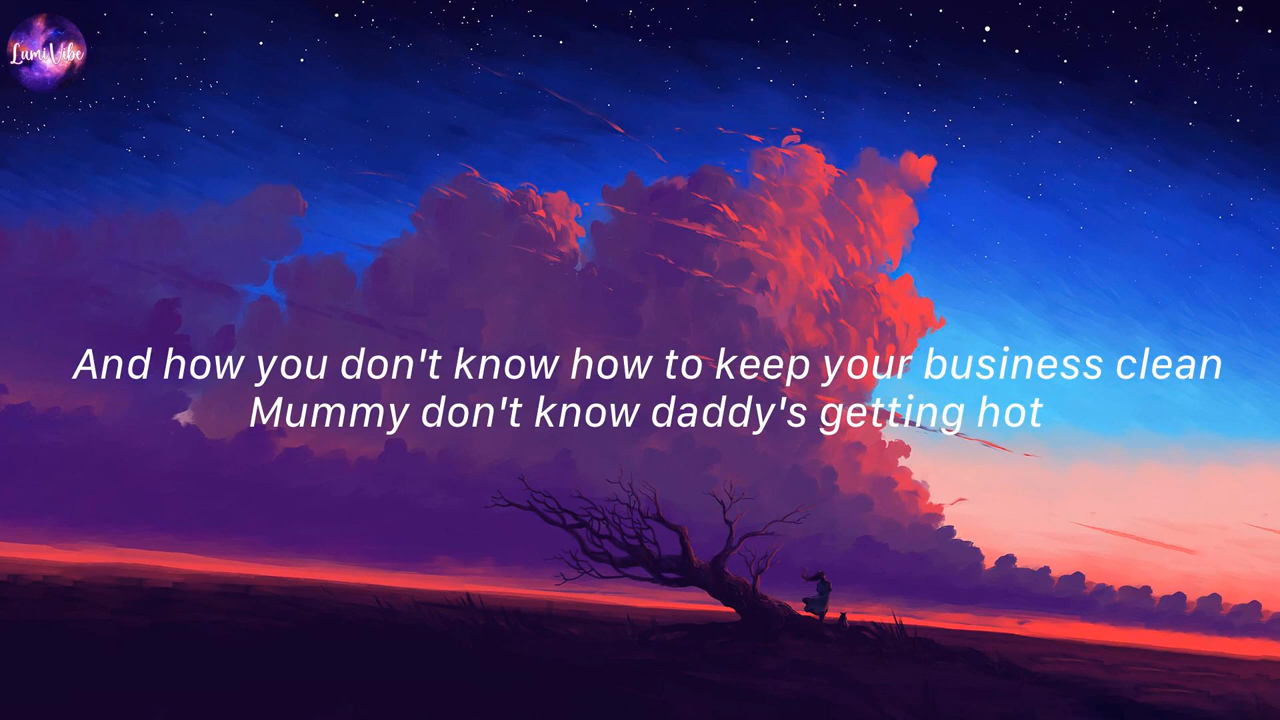 LumiVibe
And how you don't know how to keep your business clean
Mummy don't know daddy's getting hot